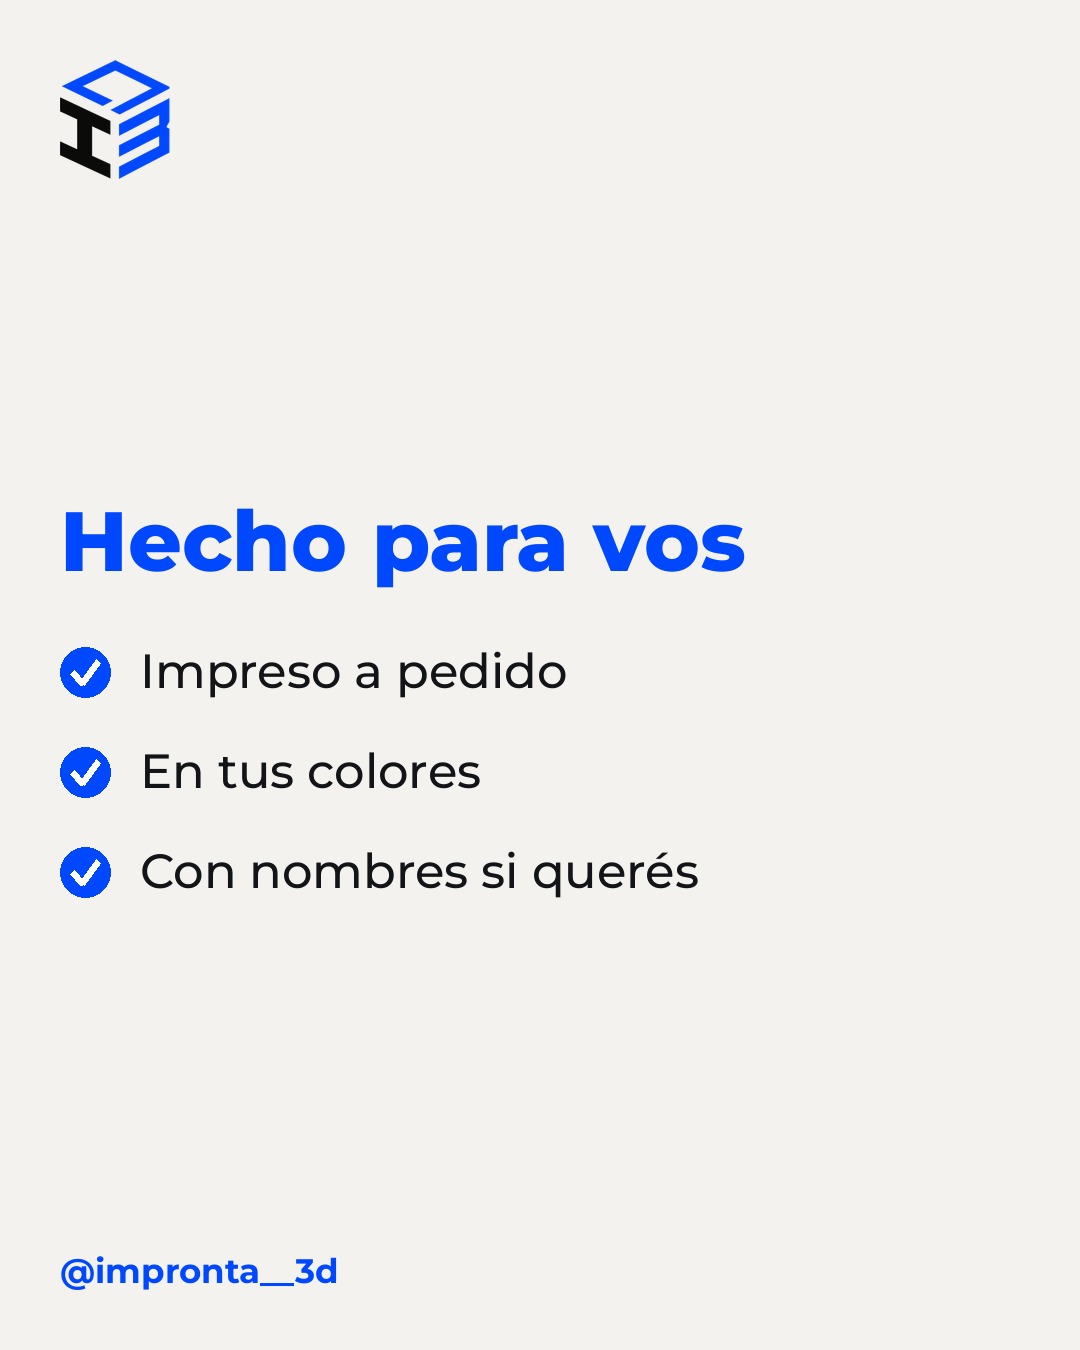 Hecho para vos
Impreso a pedido
En tus colores
Con nombres si querés
@impronta__3d